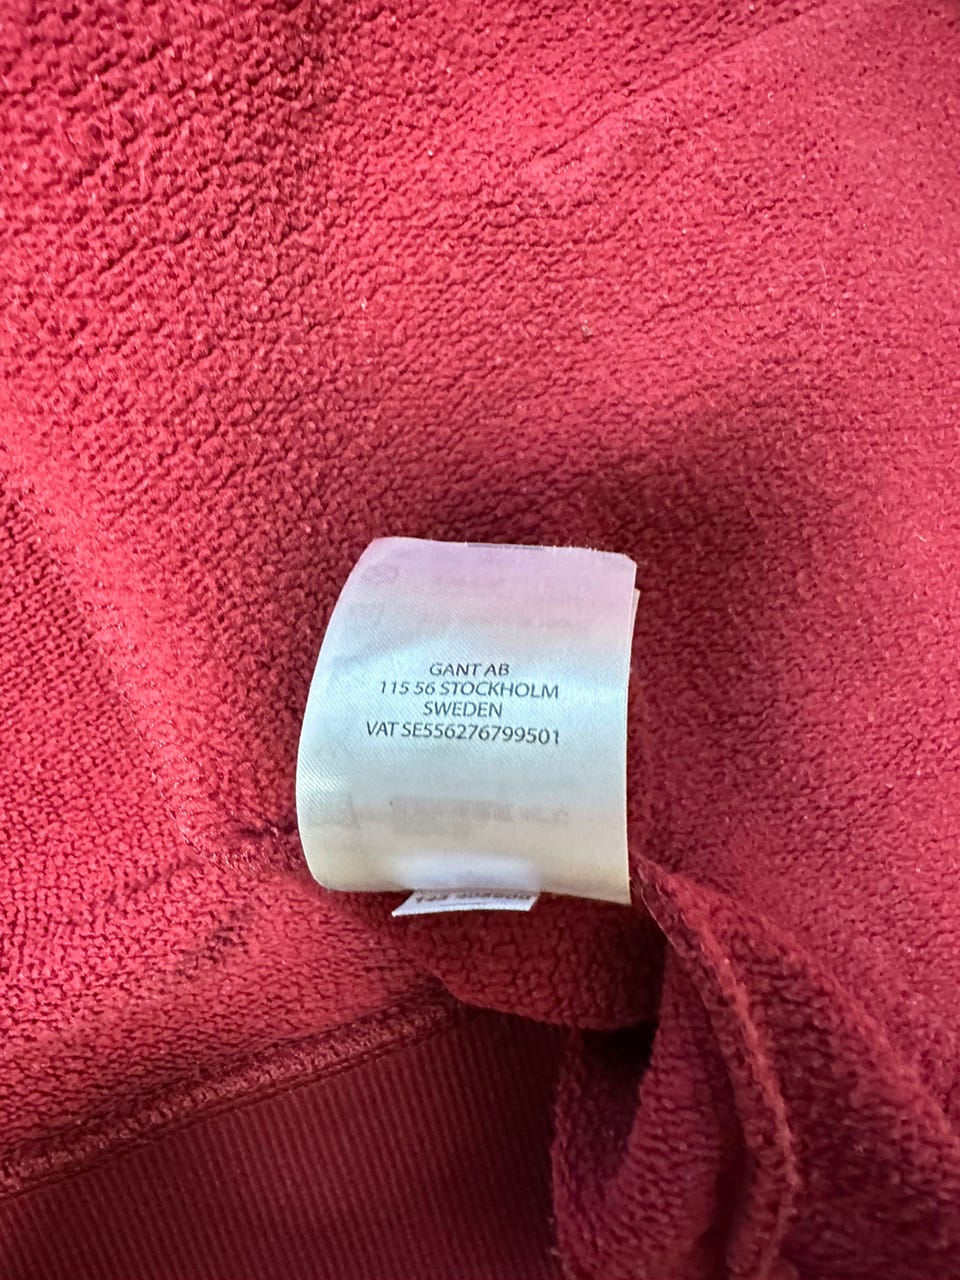 GANT AB
115 56 STOCKHOLM
SWEDEN
VAT SE556276799501